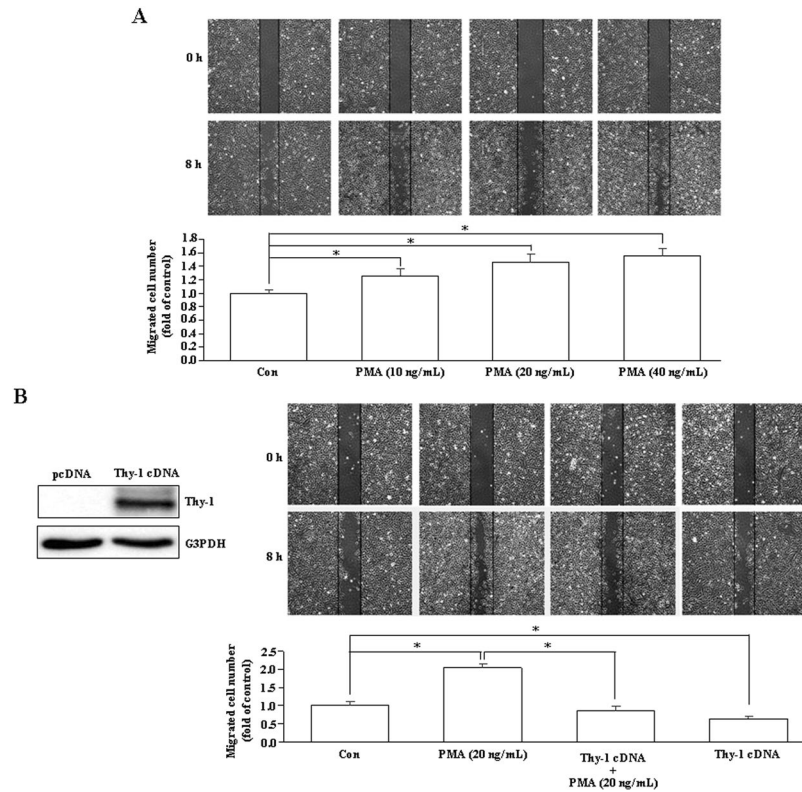 A
0 h
8 h
*
*
*
Migrated cell number
(fold of control)
1.8
1.6
1.4
1.2
1.0
0.8
0.6
0.4
0.2
0.0
Con
PMA (10 ng/mL)
PMA (20 ng/mL)
PMA (40 ng/mL)
B
pcDNA
Thy-1 cDNA
Thy-1
G3PDH
0 h
8 h
*
*
*
Migrated cell number
(fold of control)
2.5
2.0
1.5
1.0
0.5
0.0
Con
PMA (20 ng/mL)
Thy-1 cDNA
+
PMA (20 ng/mL)
Thy-1 cDNA